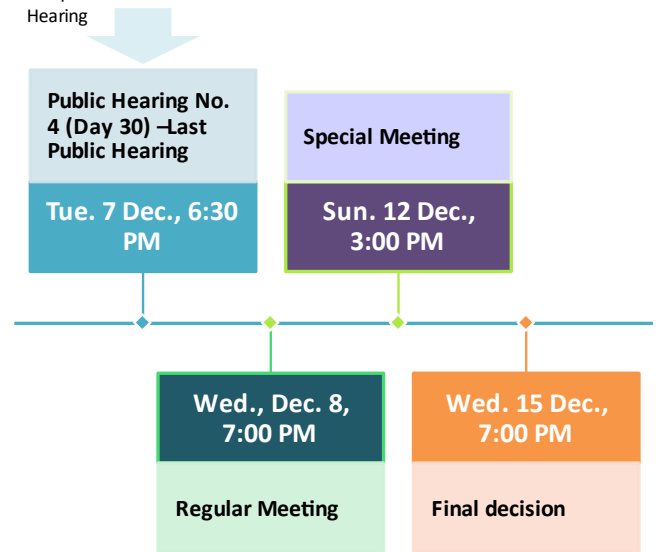 Hearing
Public Hearing No.
4 (Day 30) –Last
Public Hearing
Tue. 7 Dec., 6:30
PM
Special Meeting
Sun. 12 Dec.,
3:00 PM
Wed., Dec. 8,
7:00 PM
Regular Meeting
Wed. 15 Dec.,
7:00 PM
Final decision